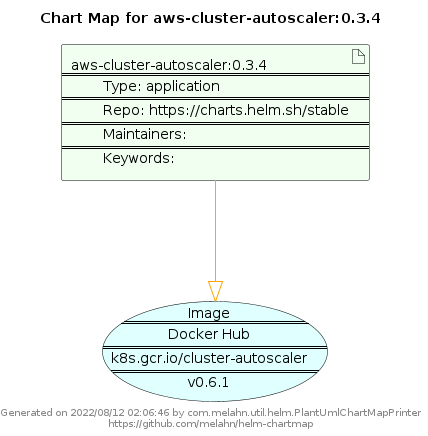 Chart Map for aws-cluster-autoscaler:0.3.4
aws-cluster-autoscaler:0.3.4
Type: application
Repo: https://charts.helm.sh/stable
Maintainers:
Keywords:
Image
Docker Hub
k8s.gcr.io/cluster-autoscaler
v0.6.1
Generated on 2022/08/12 02:06:46 by com.melahn.util.helm.PlantUmlChartMapPrinter
https://github.com/melahn/helm-chartmap